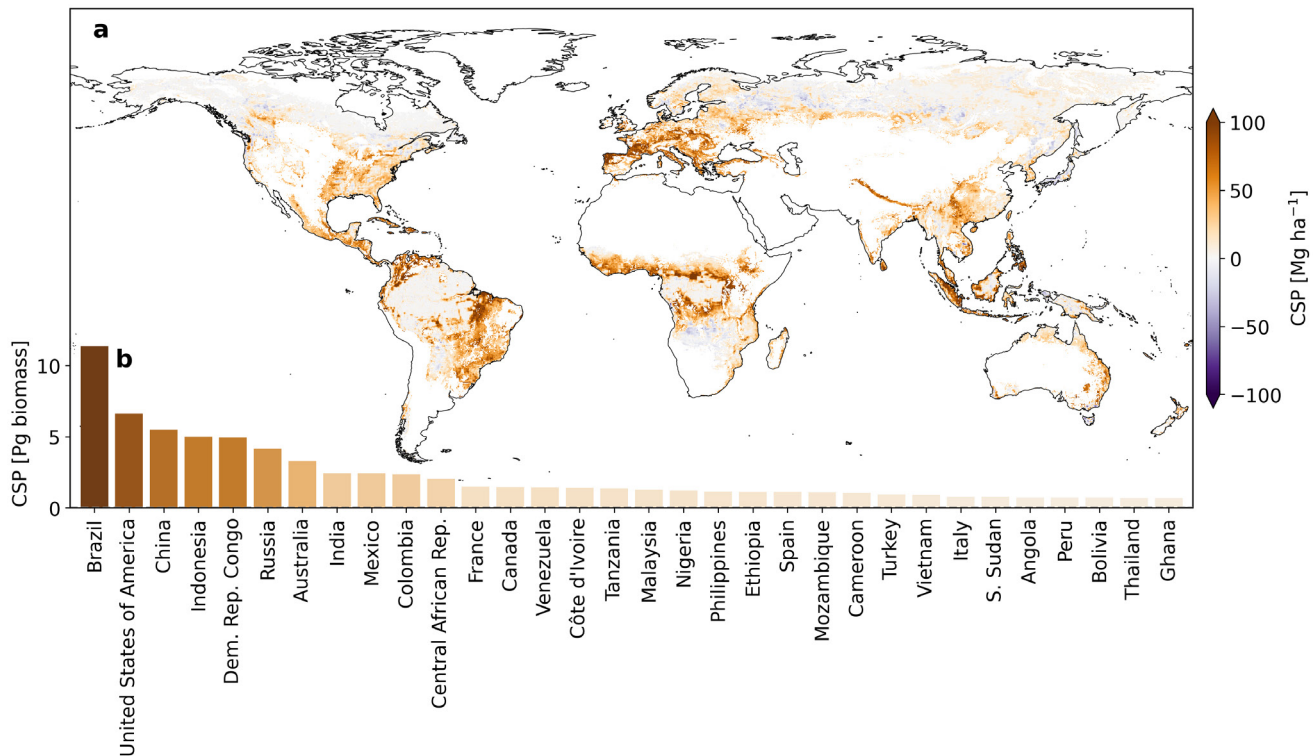 a
100
50
0
−50
−100
CSP [Mg ha⁻¹]
b
10
5
0
CSP [Pg biomass]
Brazil
United States of America
China
Indonesia
Dem. Rep. Congo
Russia
Australia
India
Mexico
Colombia
Central African Rep.
France
Canada
Venezuela
Côte d'Ivoire
Tanzania
Malaysia
Nigeria
Philippines
Ethiopia
Spain
Mozambique
Cameroon
Turkey
Vietnam
Italy
S. Sudan
Angola
Peru
Bolivia
Thailand
Ghana